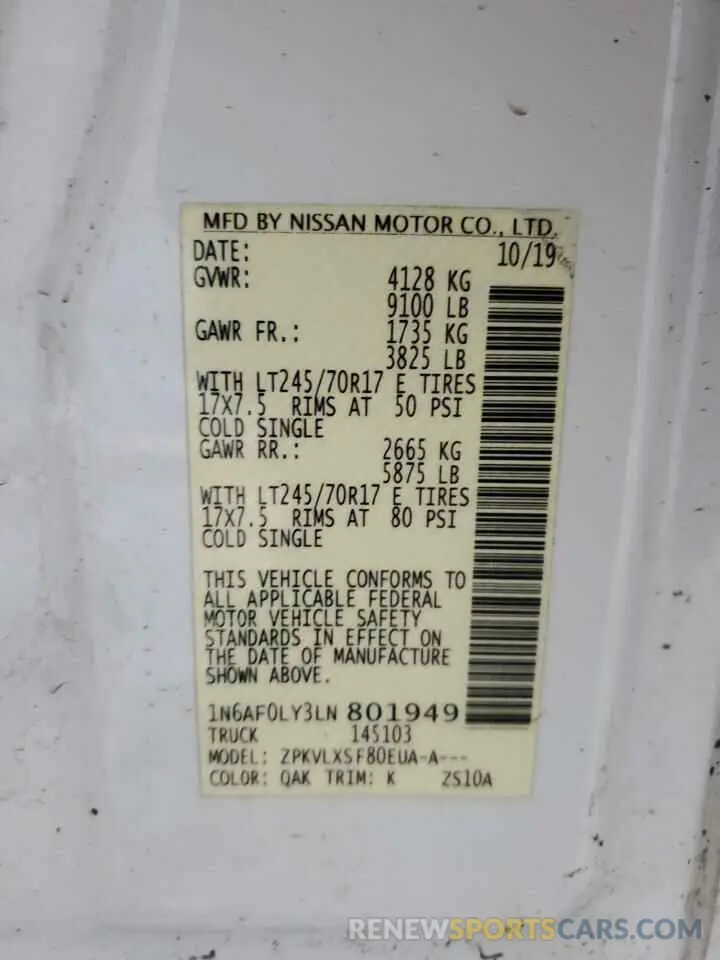 MFD BY NISSAN MOTOR CO., LTD.
DATE: 10/19
GVWR: 4128 KG
9100 LB
GAWR FR.: 1735 KG
3825 LB
WITH LT245/70R17 E TIRES
17X7.5 RIMS AT 50 PSI
COLD SINGLE
GAWR RR.: 2665 KG
5875 LB
WITH LT245/70R17 E TIRES
17X7.5 RIMS AT 80 PSI
COLD SINGLE
THIS VEHICLE CONFORMS TO
ALL APPLICABLE FEDERAL
MOTOR VEHICLE SAFETY
STANDARDS IN EFFECT ON
THE DATE OF MANUFACTURE
SHOWN ABOVE.
1N6AF0LY3LN 801949
TRUCK 145103
MODEL: ZPKVLXSF80EUA-A---
COLOR: QAK TRIM: K ZS10A
RENEWSPORTSCARS.COM